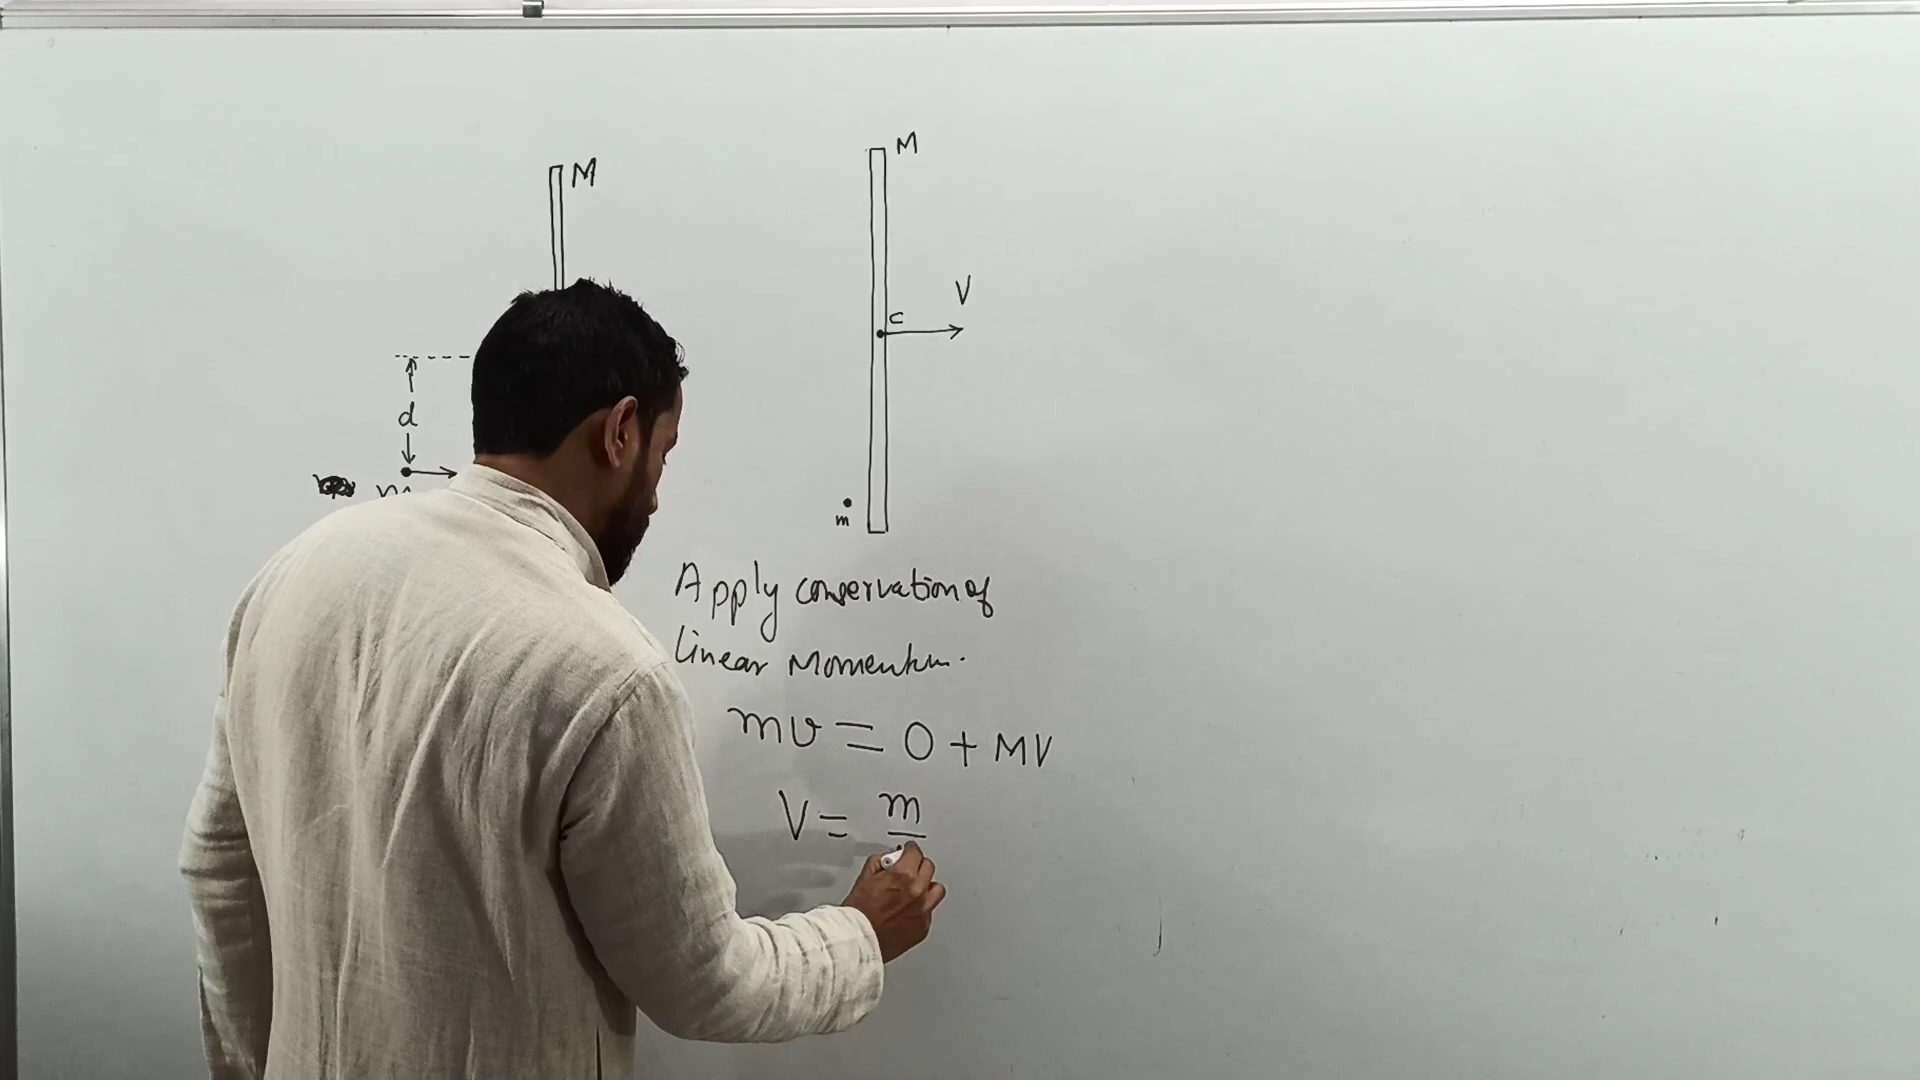 M
M
V
C
d
m
m
Apply conservation of
linear Momentum.
mv = 0 + MV
V = m